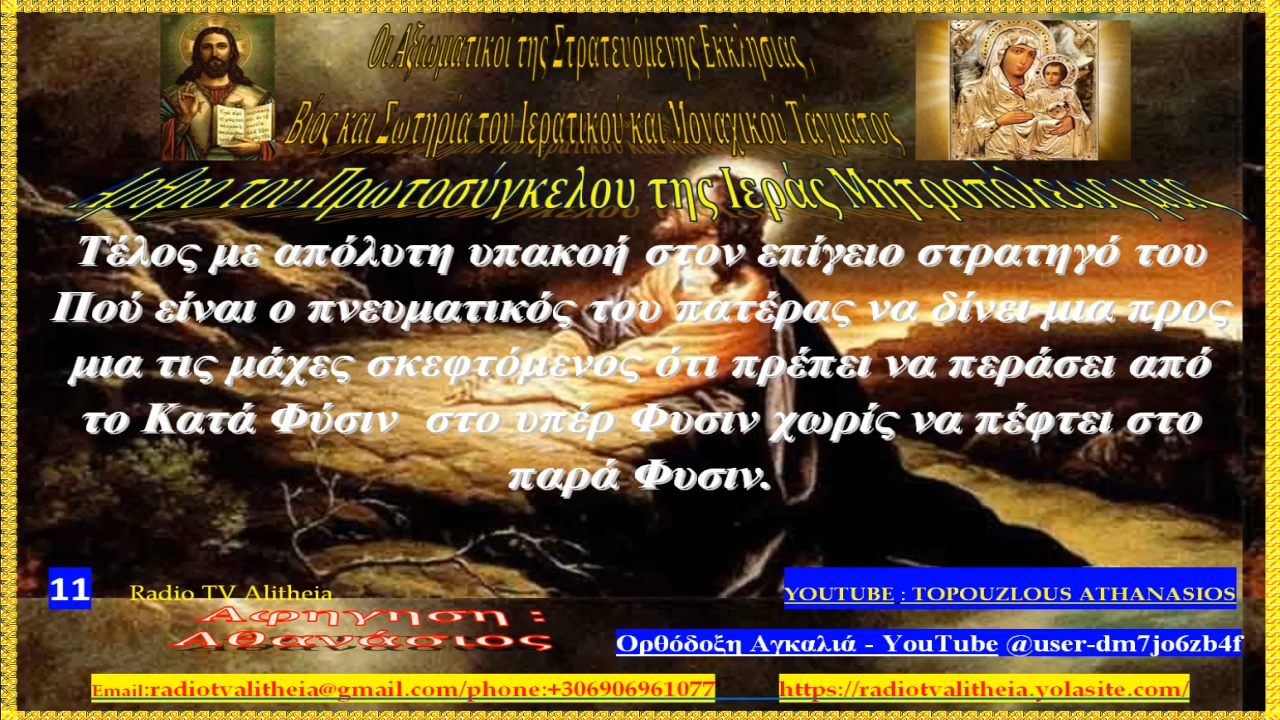 Οι Αξιωματικοί της Στρατευόμενης Εκκλησίας ,
Βίος και Σωτηρία του Ιερατικού και Μοναχικού Τάγματος
Αρθρο του Πρωτοσύγκελου της Ιεράς Μητροπόλεως μας
Τέλος με απόλυτη υπακοή στον επίγειο στρατηγό του
Πού είναι ο πνευματικός του πατέρας να δίνει μια προς
μια τις μάχες σκεφτόμενος ότι πρέπει να περάσει από
το Κατά Φύσιν στο υπέρ Φυσιν χωρίς να πέφτει στο
παρά Φυσιν.
11
Radio TV Alitheia
YOUTUBE : TOPOUZLOUS ATHANASIOS
Αφηγηση :
Αθανάσιος
Ορθόδοξη Αγκαλιά - YouTube @user-dm7jo6zb4f
Email:radiotvalitheia@gmail.com/phone:+306906961077
https://radiotvalitheia.yolasite.com/